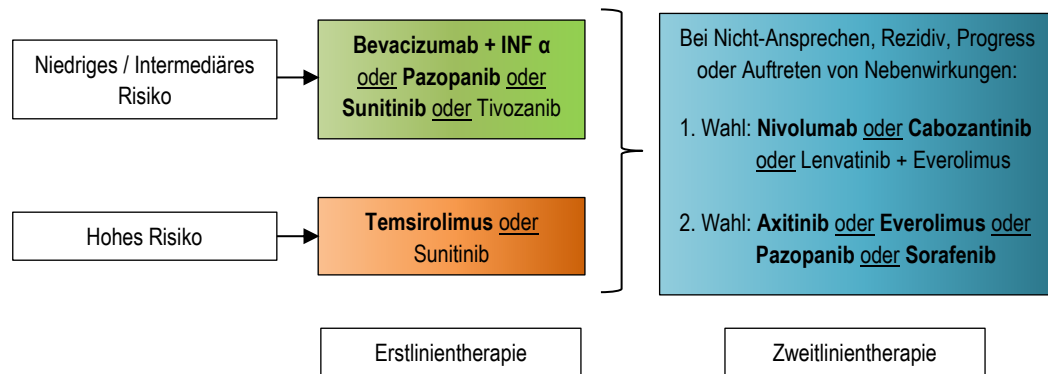 Niedriges / Intermediäres
Risiko
Bevacizumab + INF α
oder Pazopanib oder
Sunitinib oder Tivozanib
Hohes Risiko
Temsirolimus oder
Sunitinib
Bei Nicht-Ansprechen, Rezidiv, Progress
oder Auftreten von Nebenwirkungen:
1. Wahl: Nivolumab oder Cabozantinib
oder Lenvatinib + Everolimus
2. Wahl: Axitinib oder Everolimus oder
Pazopanib oder Sorafenib
Erstlinientherapie
Zweitlinientherapie